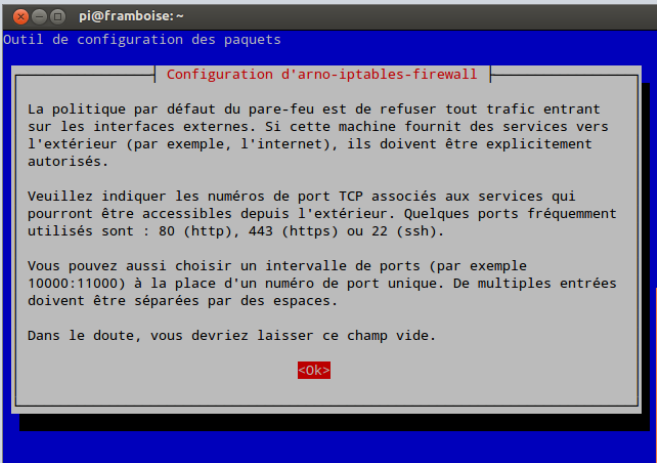 pi@framboise: ~
Outil de configuration des paquets
Configuration d'arno-iptables-firewall
La politique par défaut du pare-feu est de refuser tout trafic entrant
sur les interfaces externes. Si cette machine fournit des services vers
l'extérieur (par exemple, l'internet), ils doivent être explicitement
autorisés.
Veuillez indiquer les numéros de port TCP associés aux services qui
pourront être accessibles depuis l'extérieur. Quelques ports fréquemment
utilisés sont : 80 (http), 443 (https) ou 22 (ssh).
Vous pouvez aussi choisir un intervalle de ports (par exemple
10000:11000) à la place d'un numéro de port unique. De multiples entrées
doivent être séparées par des espaces.
Dans le doute, vous devriez laisser ce champ vide.
<Ok>